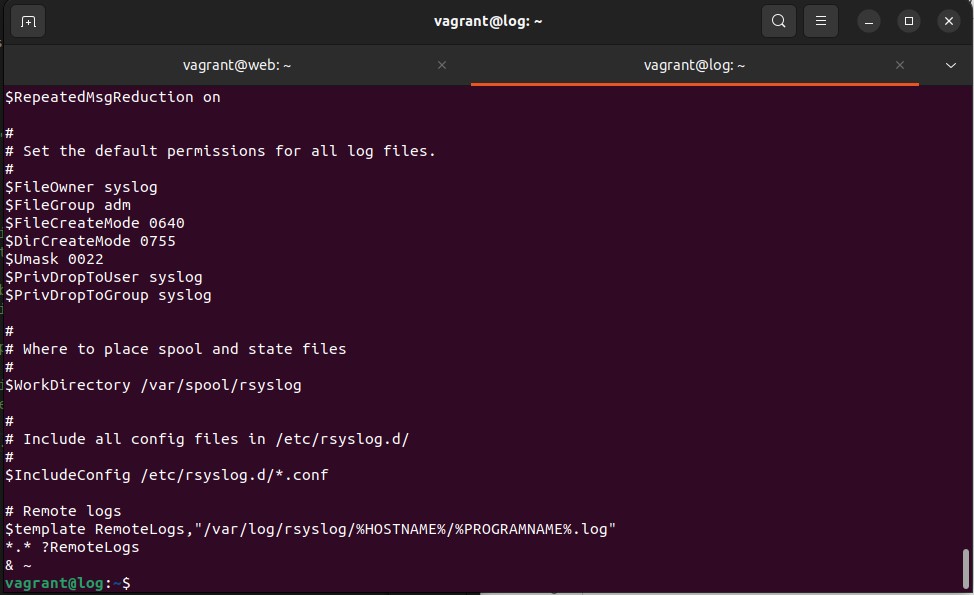 vagrant@log: ~
vagrant@web: ~
vagrant@log: ~
$RepeatedMsgReduction on
#
# Set the default permissions for all log files.
#
$FileOwner syslog
$FileGroup adm
$FileCreateMode 0640
$DirCreateMode 0755
$Umask 0022
$PrivDropToUser syslog
$PrivDropToGroup syslog
#
# Where to place spool and state files
#
$WorkDirectory /var/spool/rsyslog
#
# Include all config files in /etc/rsyslog.d/
#
$IncludeConfig /etc/rsyslog.d/*.conf
# Remote logs
$template RemoteLogs,"/var/log/rsyslog/%HOSTNAME%/%PROGRAMNAME%.log"
*.* ?RemoteLogs
& ~
vagrant@log:~$